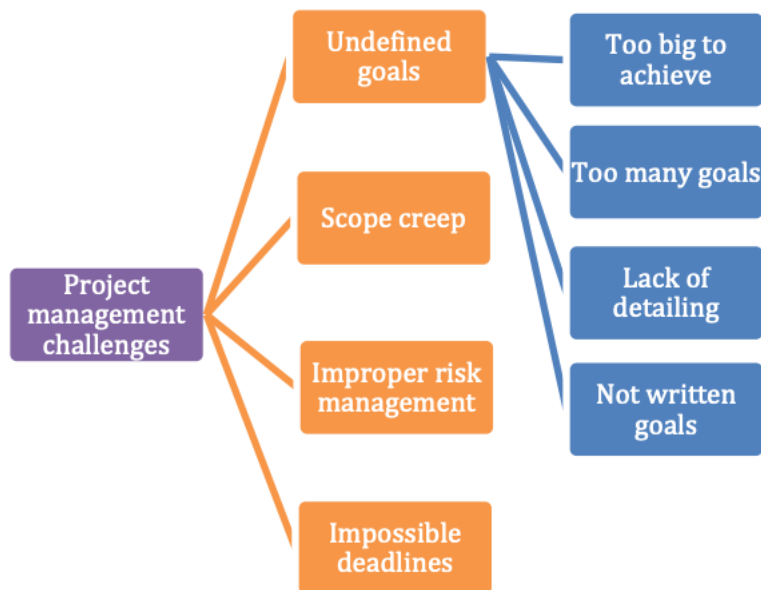 Project
management
challenges
Undefined
goals
Scope creep
Improper risk
management
Impossible
deadlines
Too big to
achieve
Too many goals
Lack of
detailing
Not written
goals